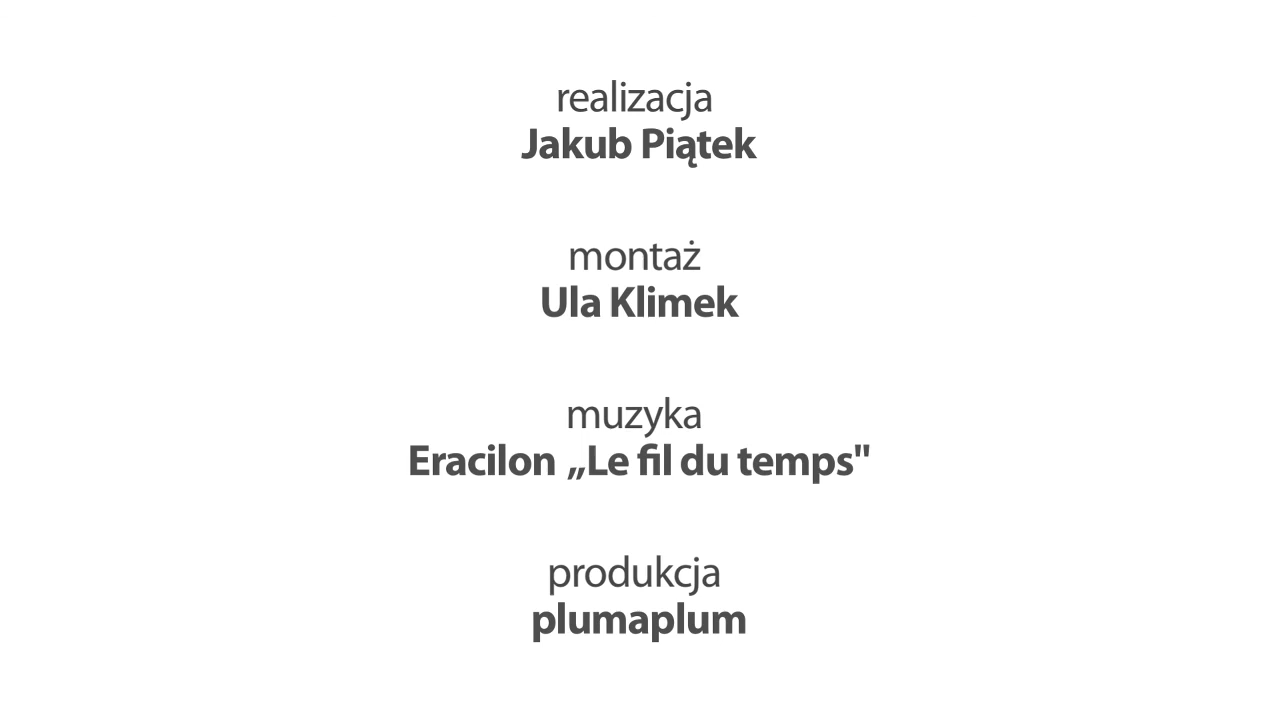 realizacja
Jakub Piątek
montaż
Ula Klimek
muzyka
Eracilon „Le fil du temps"
produkcja
plumaplum